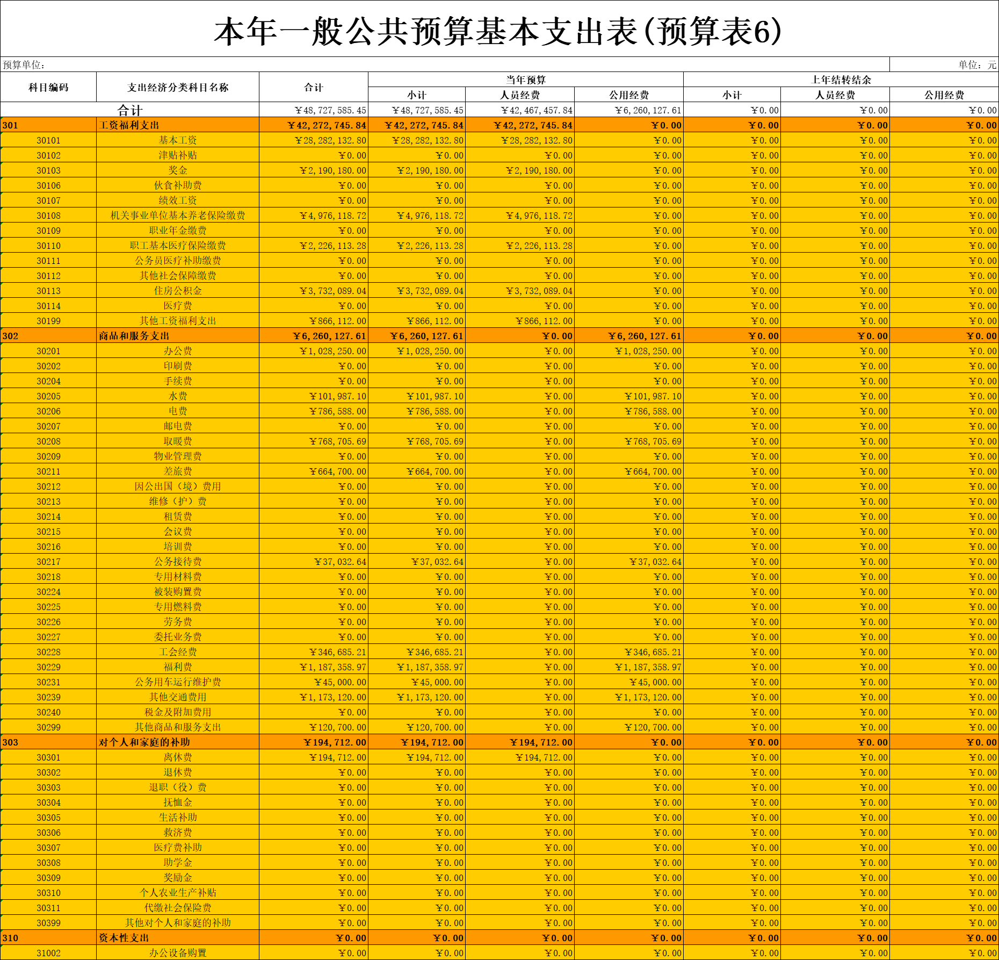 本年一般公共预算基本支出表(预算表6)
预算单位： 单位：元
科目编码 支出经济分类科目名称 合计 当年预算 上年结转结余
小计 人员经费 公用经费 小计 人员经费 公用经费
合计 ￥48,727,585.45 ￥48,727,585.45 ￥42,467,457.84 ￥6,260,127.61 ￥0.00 ￥0.00 ￥0.00
301 工资福利支出 ￥42,272,745.84 ￥42,272,745.84 ￥42,272,745.84 ￥0.00 ￥0.00 ￥0.00 ￥0.00
30101 基本工资 ￥28,282,132.80 ￥28,282,132.80 ￥28,282,132.80 ￥0.00 ￥0.00 ￥0.00 ￥0.00
30102 津贴补贴 ￥0.00 ￥0.00 ￥0.00 ￥0.00 ￥0.00 ￥0.00 ￥0.00
30103 奖金 ￥2,190,180.00 ￥2,190,180.00 ￥2,190,180.00 ￥0.00 ￥0.00 ￥0.00 ￥0.00
30106 伙食补助费 ￥0.00 ￥0.00 ￥0.00 ￥0.00 ￥0.00 ￥0.00 ￥0.00
30107 绩效工资 ￥0.00 ￥0.00 ￥0.00 ￥0.00 ￥0.00 ￥0.00 ￥0.00
30108 机关事业单位基本养老保险缴费 ￥4,976,118.72 ￥4,976,118.72 ￥4,976,118.72 ￥0.00 ￥0.00 ￥0.00 ￥0.00
30109 职业年金缴费 ￥0.00 ￥0.00 ￥0.00 ￥0.00 ￥0.00 ￥0.00 ￥0.00
30110 职工基本医疗保险缴费 ￥2,226,113.28 ￥2,226,113.28 ￥2,226,113.28 ￥0.00 ￥0.00 ￥0.00 ￥0.00
30111 公务员医疗补助缴费 ￥0.00 ￥0.00 ￥0.00 ￥0.00 ￥0.00 ￥0.00 ￥0.00
30112 其他社会保障缴费 ￥0.00 ￥0.00 ￥0.00 ￥0.00 ￥0.00 ￥0.00 ￥0.00
30113 住房公积金 ￥3,732,089.04 ￥3,732,089.04 ￥3,732,089.04 ￥0.00 ￥0.00 ￥0.00 ￥0.00
30114 医疗费 ￥0.00 ￥0.00 ￥0.00 ￥0.00 ￥0.00 ￥0.00 ￥0.00
30199 其他工资福利支出 ￥866,112.00 ￥866,112.00 ￥866,112.00 ￥0.00 ￥0.00 ￥0.00 ￥0.00
302 商品和服务支出 ￥6,260,127.61 ￥6,260,127.61 ￥0.00 ￥6,260,127.61 ￥0.00 ￥0.00 ￥0.00
30201 办公费 ￥1,028,250.00 ￥1,028,250.00 ￥0.00 ￥1,028,250.00 ￥0.00 ￥0.00 ￥0.00
30202 印刷费 ￥0.00 ￥0.00 ￥0.00 ￥0.00 ￥0.00 ￥0.00 ￥0.00
30204 手续费 ￥0.00 ￥0.00 ￥0.00 ￥0.00 ￥0.00 ￥0.00 ￥0.00
30205 水费 ￥101,987.10 ￥101,987.10 ￥0.00 ￥101,987.10 ￥0.00 ￥0.00 ￥0.00
30206 电费 ￥786,588.00 ￥786,588.00 ￥0.00 ￥786,588.00 ￥0.00 ￥0.00 ￥0.00
30207 邮电费 ￥0.00 ￥0.00 ￥0.00 ￥0.00 ￥0.00 ￥0.00 ￥0.00
30208 取暖费 ￥768,705.69 ￥768,705.69 ￥0.00 ￥768,705.69 ￥0.00 ￥0.00 ￥0.00
30209 物业管理费 ￥0.00 ￥0.00 ￥0.00 ￥0.00 ￥0.00 ￥0.00 ￥0.00
30211 差旅费 ￥664,700.00 ￥664,700.00 ￥0.00 ￥664,700.00 ￥0.00 ￥0.00 ￥0.00
30212 因公出国（境）费用 ￥0.00 ￥0.00 ￥0.00 ￥0.00 ￥0.00 ￥0.00 ￥0.00
30213 维修（护）费 ￥0.00 ￥0.00 ￥0.00 ￥0.00 ￥0.00 ￥0.00 ￥0.00
30214 租赁费 ￥0.00 ￥0.00 ￥0.00 ￥0.00 ￥0.00 ￥0.00 ￥0.00
30215 会议费 ￥0.00 ￥0.00 ￥0.00 ￥0.00 ￥0.00 ￥0.00 ￥0.00
30216 培训费 ￥0.00 ￥0.00 ￥0.00 ￥0.00 ￥0.00 ￥0.00 ￥0.00
30217 公务接待费 ￥37,032.64 ￥37,032.64 ￥0.00 ￥37,032.64 ￥0.00 ￥0.00 ￥0.00
30218 专用材料费 ￥0.00 ￥0.00 ￥0.00 ￥0.00 ￥0.00 ￥0.00 ￥0.00
30224 被装购置费 ￥0.00 ￥0.00 ￥0.00 ￥0.00 ￥0.00 ￥0.00 ￥0.00
30225 专用燃料费 ￥0.00 ￥0.00 ￥0.00 ￥0.00 ￥0.00 ￥0.00 ￥0.00
30226 劳务费 ￥0.00 ￥0.00 ￥0.00 ￥0.00 ￥0.00 ￥0.00 ￥0.00
30227 委托业务费 ￥0.00 ￥0.00 ￥0.00 ￥0.00 ￥0.00 ￥0.00 ￥0.00
30228 工会经费 ￥346,685.21 ￥346,685.21 ￥0.00 ￥346,685.21 ￥0.00 ￥0.00 ￥0.00
30229 福利费 ￥1,187,358.97 ￥1,187,358.97 ￥0.00 ￥1,187,358.97 ￥0.00 ￥0.00 ￥0.00
30231 公务用车运行维护费 ￥45,000.00 ￥45,000.00 ￥0.00 ￥45,000.00 ￥0.00 ￥0.00 ￥0.00
30239 其他交通费用 ￥1,173,120.00 ￥1,173,120.00 ￥0.00 ￥1,173,120.00 ￥0.00 ￥0.00 ￥0.00
30240 税金及附加费用 ￥0.00 ￥0.00 ￥0.00 ￥0.00 ￥0.00 ￥0.00 ￥0.00
30299 其他商品和服务支出 ￥120,700.00 ￥120,700.00 ￥0.00 ￥120,700.00 ￥0.00 ￥0.00 ￥0.00
303 对个人和家庭的补助 ￥194,712.00 ￥194,712.00 ￥194,712.00 ￥0.00 ￥0.00 ￥0.00 ￥0.00
30301 离休费 ￥194,712.00 ￥194,712.00 ￥194,712.00 ￥0.00 ￥0.00 ￥0.00 ￥0.00
30302 退休费 ￥0.00 ￥0.00 ￥0.00 ￥0.00 ￥0.00 ￥0.00 ￥0.00
30303 退职（役）费 ￥0.00 ￥0.00 ￥0.00 ￥0.00 ￥0.00 ￥0.00 ￥0.00
30304 抚恤金 ￥0.00 ￥0.00 ￥0.00 ￥0.00 ￥0.00 ￥0.00 ￥0.00
30305 生活补助 ￥0.00 ￥0.00 ￥0.00 ￥0.00 ￥0.00 ￥0.00 ￥0.00
30306 救济费 ￥0.00 ￥0.00 ￥0.00 ￥0.00 ￥0.00 ￥0.00 ￥0.00
30307 医疗费补助 ￥0.00 ￥0.00 ￥0.00 ￥0.00 ￥0.00 ￥0.00 ￥0.00
30308 助学金 ￥0.00 ￥0.00 ￥0.00 ￥0.00 ￥0.00 ￥0.00 ￥0.00
30309 奖励金 ￥0.00 ￥0.00 ￥0.00 ￥0.00 ￥0.00 ￥0.00 ￥0.00
30310 个人农业生产补贴 ￥0.00 ￥0.00 ￥0.00 ￥0.00 ￥0.00 ￥0.00 ￥0.00
30311 代缴社会保险费 ￥0.00 ￥0.00 ￥0.00 ￥0.00 ￥0.00 ￥0.00 ￥0.00
30399 其他对个人和家庭的补助 ￥0.00 ￥0.00 ￥0.00 ￥0.00 ￥0.00 ￥0.00 ￥0.00
310 资本性支出 ￥0.00 ￥0.00 ￥0.00 ￥0.00 ￥0.00 ￥0.00 ￥0.00
31002 办公设备购置 ￥0.00 ￥0.00 ￥0.00 ￥0.00 ￥0.00 ￥0.00 ￥0.00